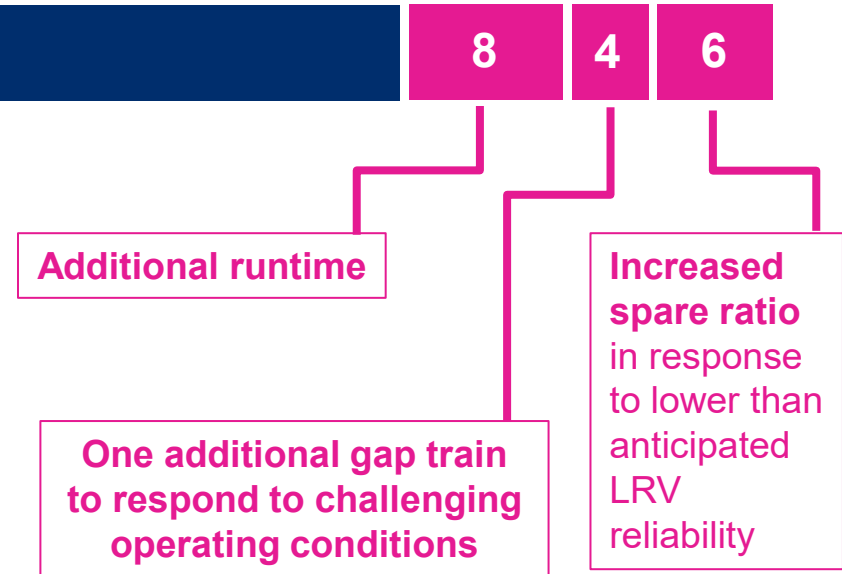 8 4 6
Additional runtime
One additional gap train
to respond to challenging
operating conditions
Increased
spare ratio
in response
to lower than
anticipated
LRV
reliability